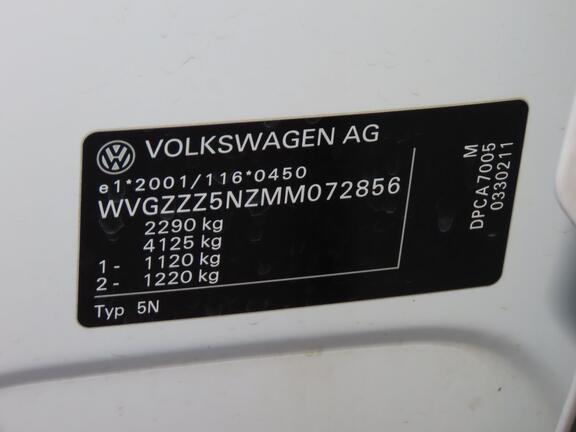 VOLKSWAGEN AG
e1*2001/116*0450
WVGZZZ5NZMM072856
2290 kg
4125 kg
1- 1120 kg
2- 1220 kg
Typ 5N
M
DPCA7005
0330211